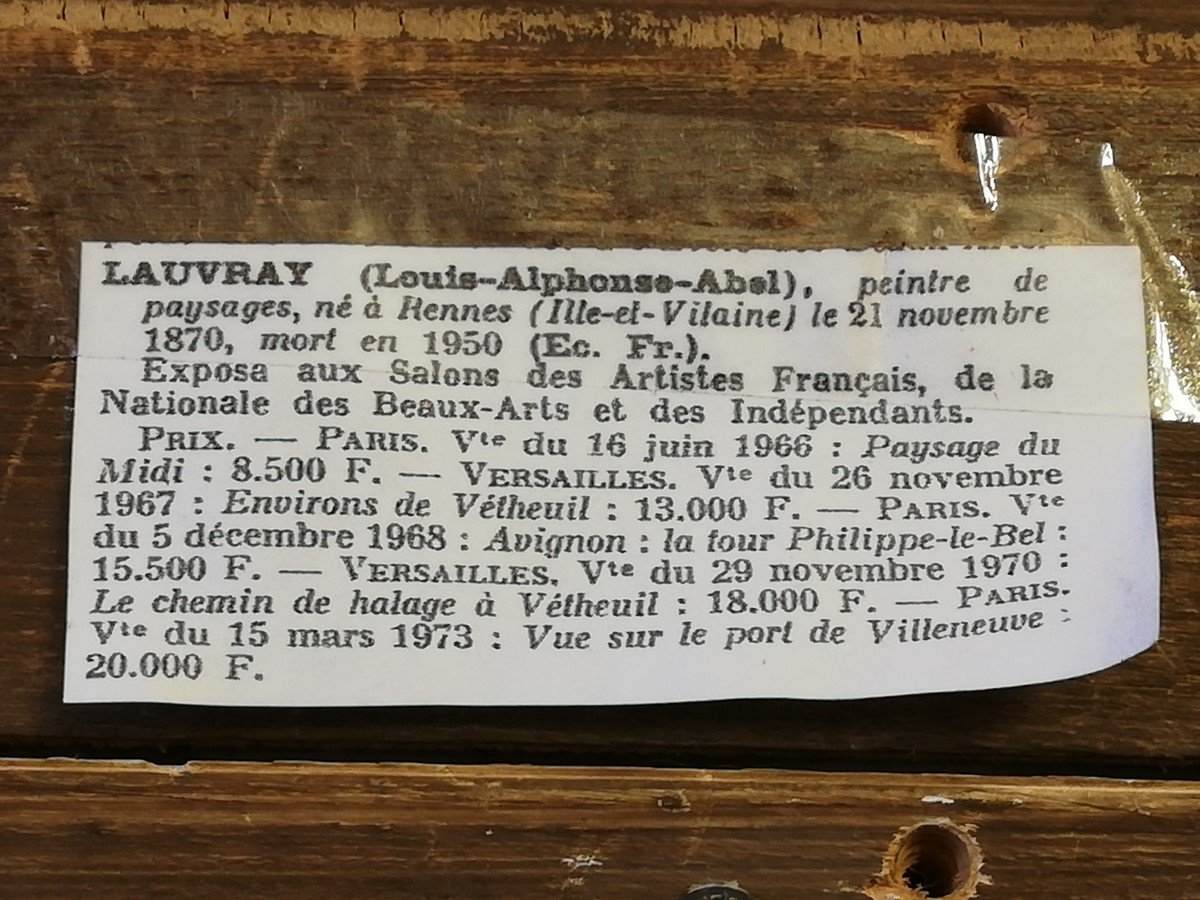 LAUVRAY (Louis-Alphonse-Abel), peintre de
paysages, né à Rennes (Ille-et-Vilaine) le 21 novembre
1870, mort en 1950 (Ec. Fr.).
Exposa aux Salons des Artistes Français, de la
Nationale des Beaux-Arts et des Indépendants.
PRIX. — PARIS. Vte du 16 juin 1966 : Paysage du
Midi : 8.500 F. — VERSAILLES. Vte du 26 novembre
1967 : Environs de Vétheuil : 13.000 F. — PARIS. Vte
du 5 décembre 1968 : Avignon : la tour Philippe-le-Bel :
15.500 F. — VERSAILLES. Vte du 29 novembre 1970 :
Le chemin de halage à Vétheuil : 18.000 F. — PARIS.
Vte du 15 mars 1973 : Vue sur le port de Villeneuve :
20.000 F.